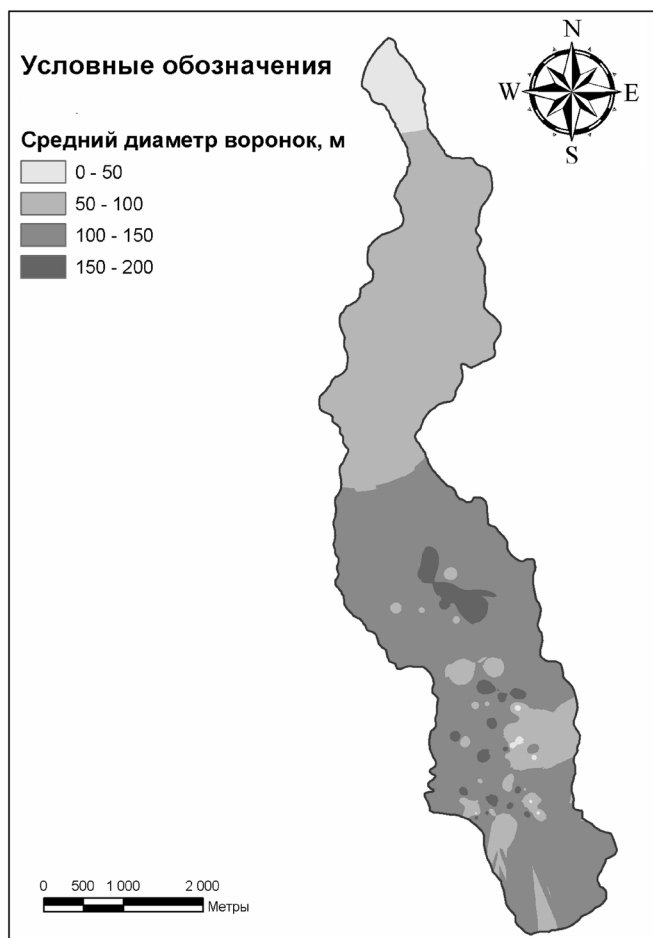 Условные обозначения
Средний диаметр воронок, м
0 - 50
50 - 100
100 - 150
150 - 200
N
W E
S
0 500 1 000 2 000
Метры